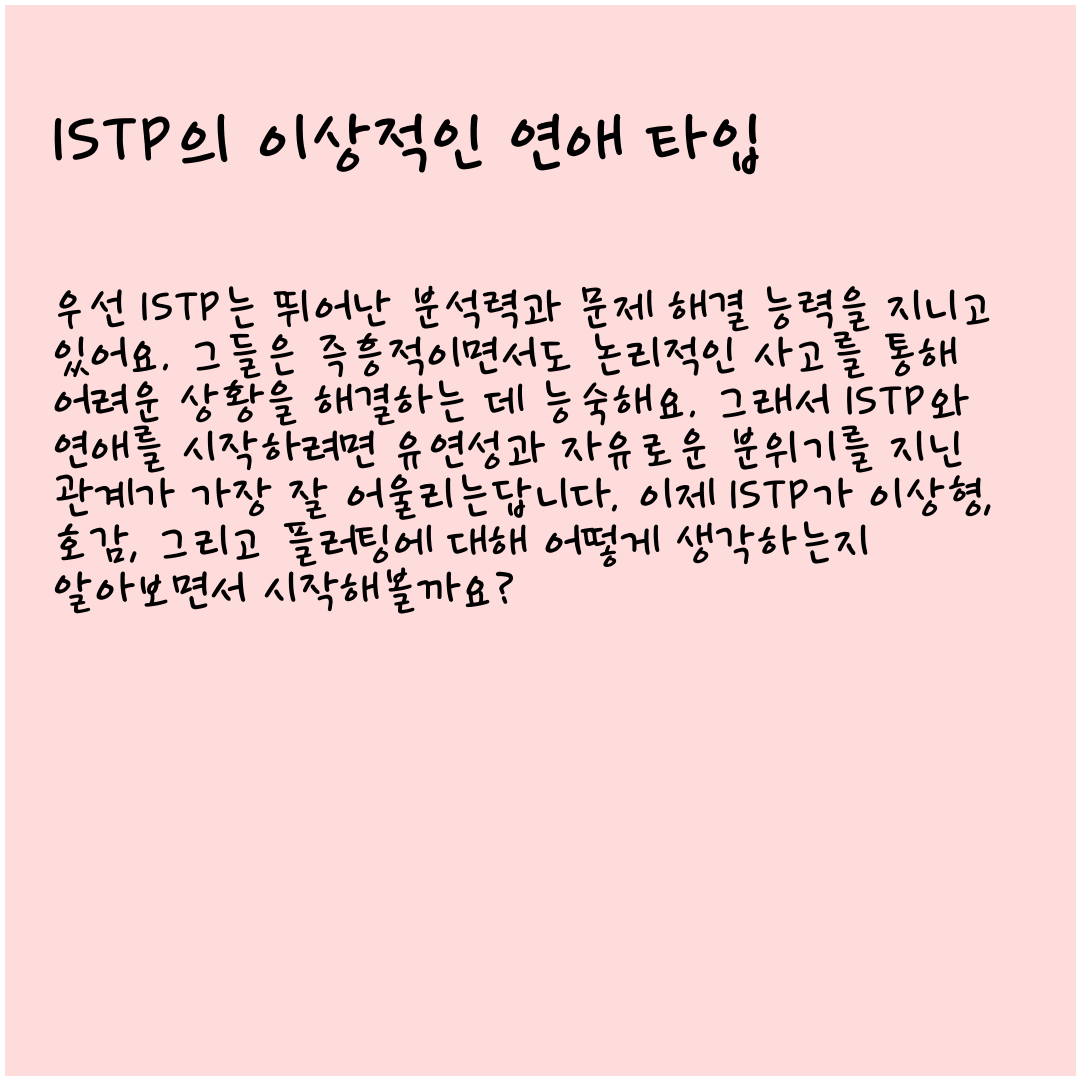 ISTP의 이상적인 연애 타입
우선 ISTP는 뛰어난 분석력과 문제 해결 능력을 지니고
있어요. 그들은 즉흥적이면서도 논리적인 사고를 통해
어려운 상황을 해결하는 데 능숙해요. 그래서 ISTP와
연애를 시작하려면 유연성과 자유로운 분위기를 지닌
관계가 가장 잘 어울리는답니다. 이제 ISTP가 이상형,
호감, 그리고 플러팅에 대해 어떻게 생각하는지
알아보면서 시작해볼까요?